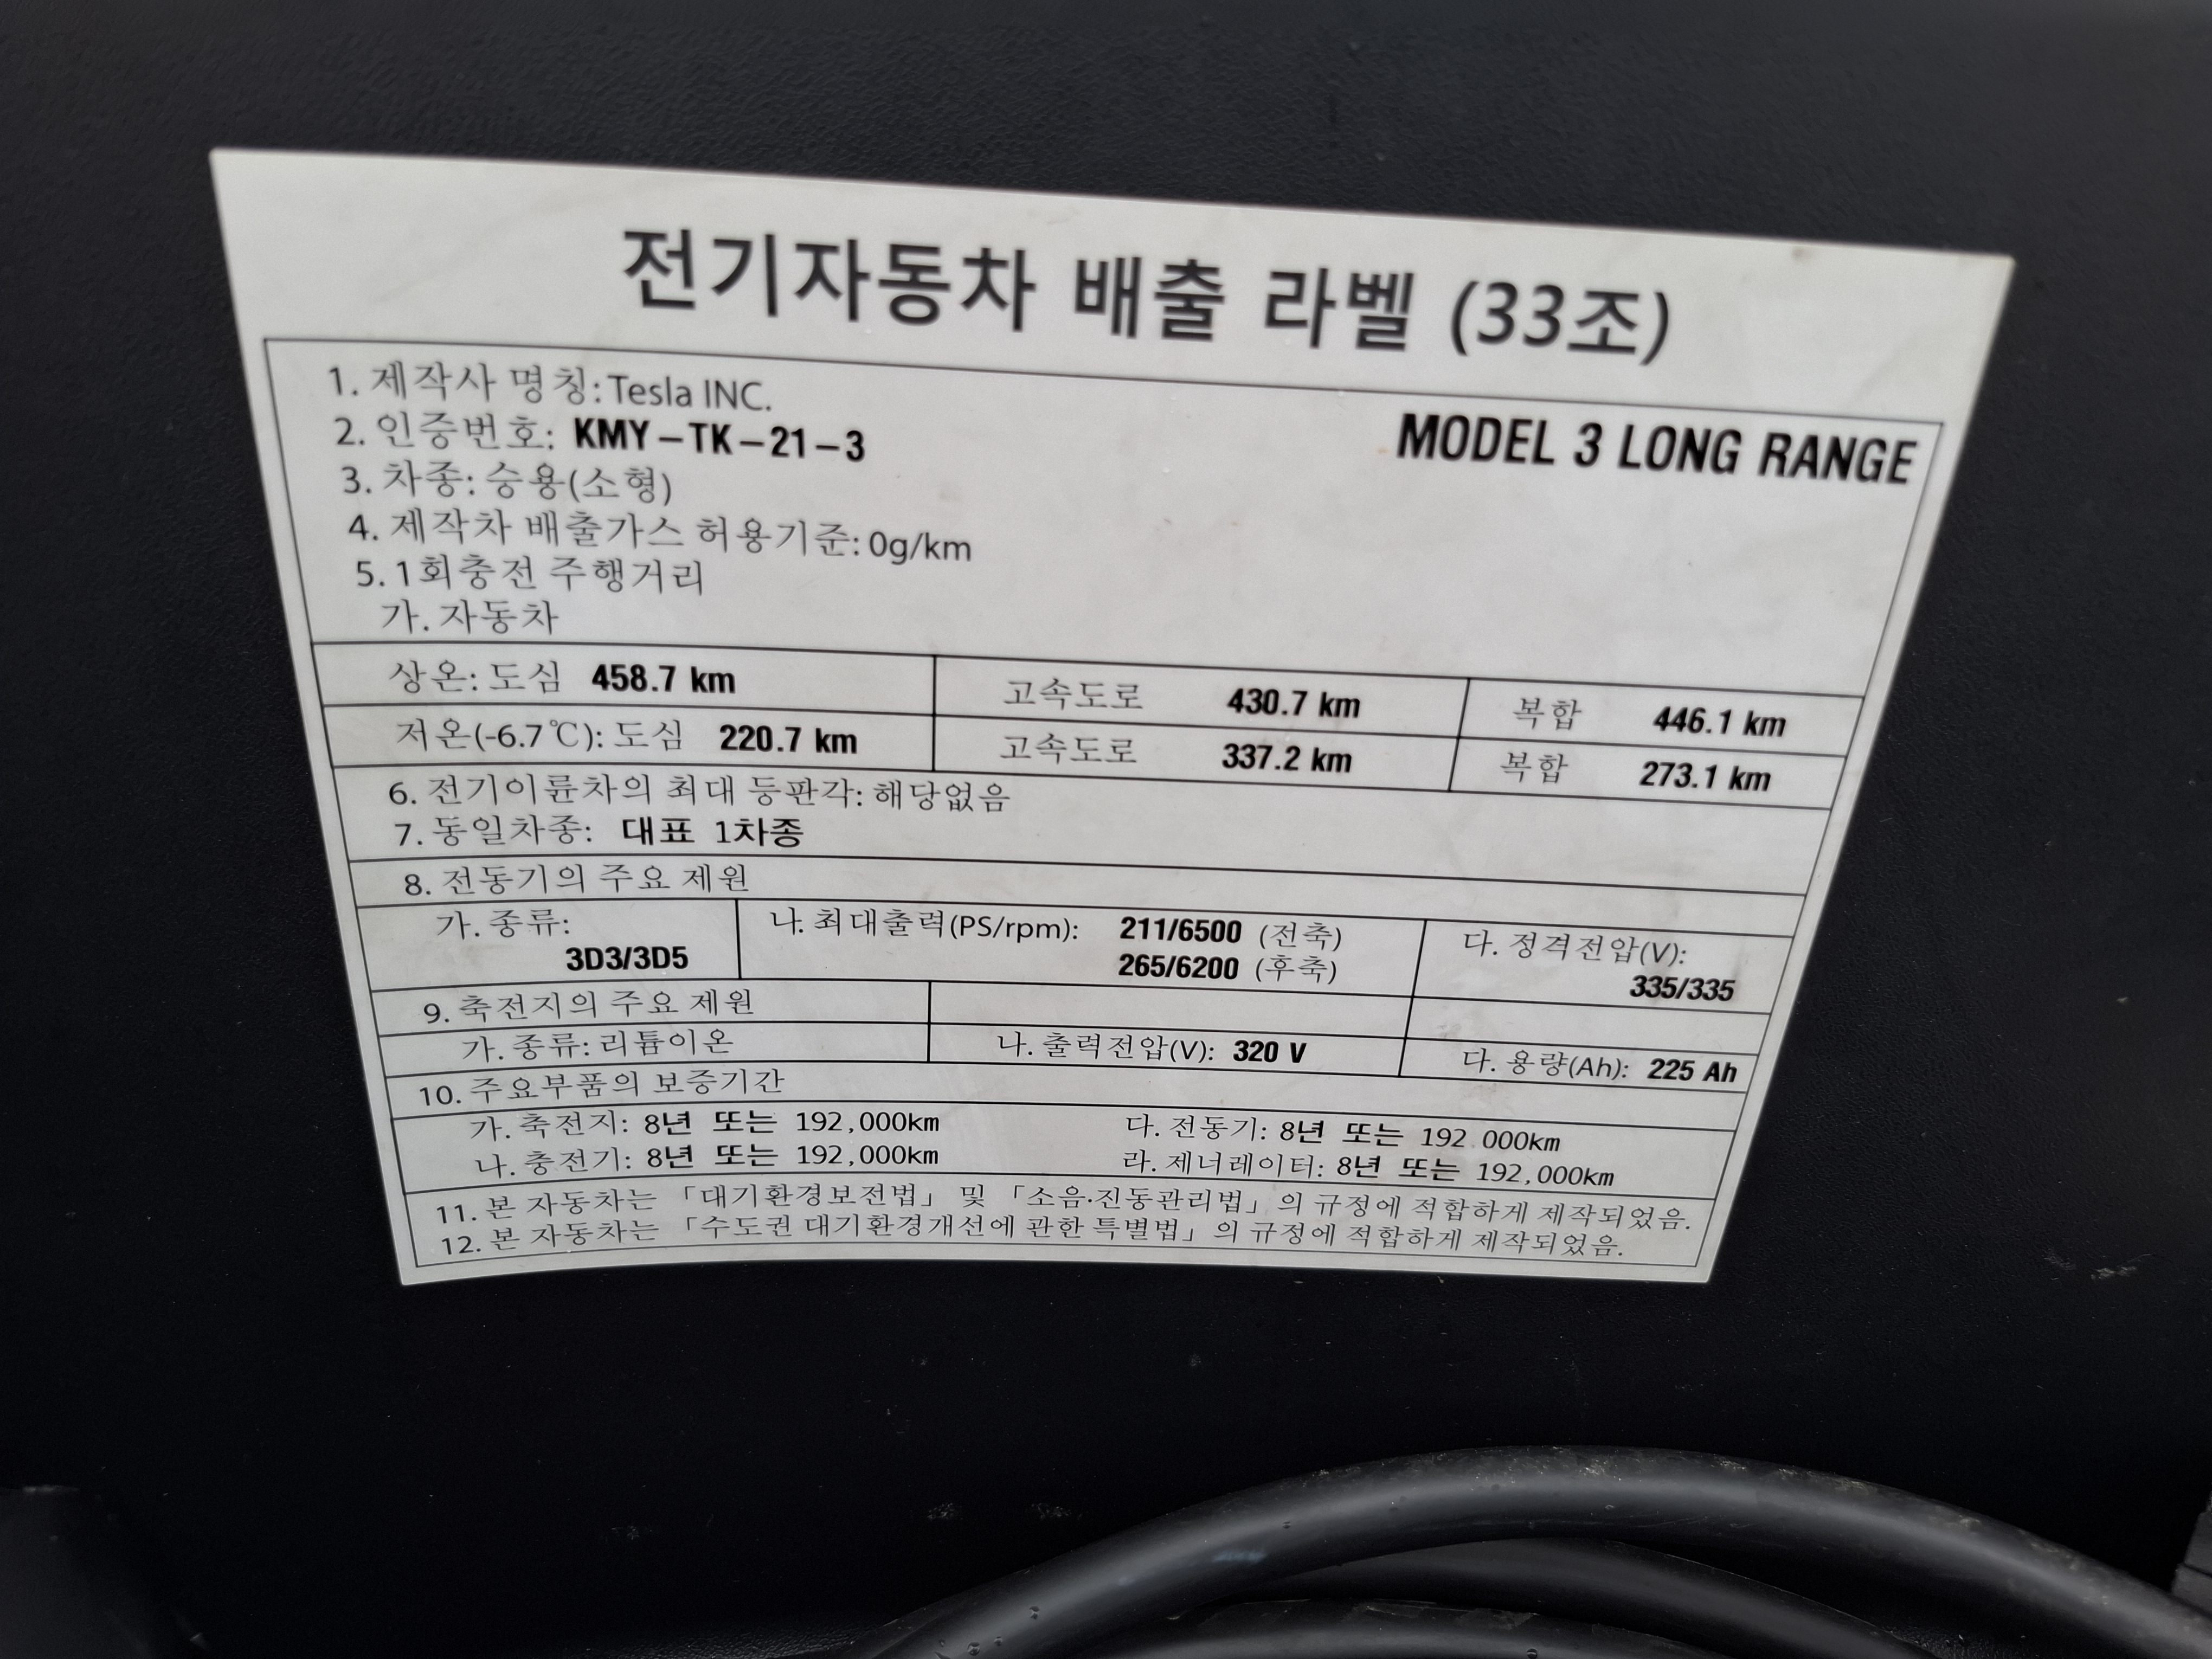 전기자동차 배출 라벨 (33조)
1. 제작사 명칭: Tesla INC.
2. 인증번호: KMY-TK-21-3
MODEL 3 LONG RANGE
3. 차종: 승용(소형)
4. 제작차 배출가스 허용기준: 0g/km
5. 1회충전 주행거리
가. 자동차
상온: 도심 458.7 km 고속도로 430.7 km 복합 446.1 km
저온(-6.7℃): 도심 220.7 km 고속도로 337.2 km 복합 273.1 km
6. 전기이륜차의 최대 등판각: 해당없음
7. 동일차종: 대표 1차종
8. 전동기의 주요 제원
가. 종류: 나. 최대출력(PS/rpm): 211/6500 (전축) 다. 정격전압(V):
3D3/3D5 265/6200 (후축) 335/335
9. 축전지의 주요 제원
가. 종류: 리튬이온 나. 출력전압(V): 320 V 다. 용량(Ah): 225 Ah
10. 주요부품의 보증기간
가. 축전지: 8년 또는 192,000km 다. 전동기: 8년 또는 192.000km
나. 충전기: 8년 또는 192,000km 라. 제너레이터: 8년 또는 192,000km
11. 본 자동차는 「대기환경보전법」 및 「소음·진동관리법」의 규정에 적합하게 제작되었음.
12. 본 자동차는 「수도권 대기환경개선에 관한 특별법」의 규정에 적합하게 제작되었음.